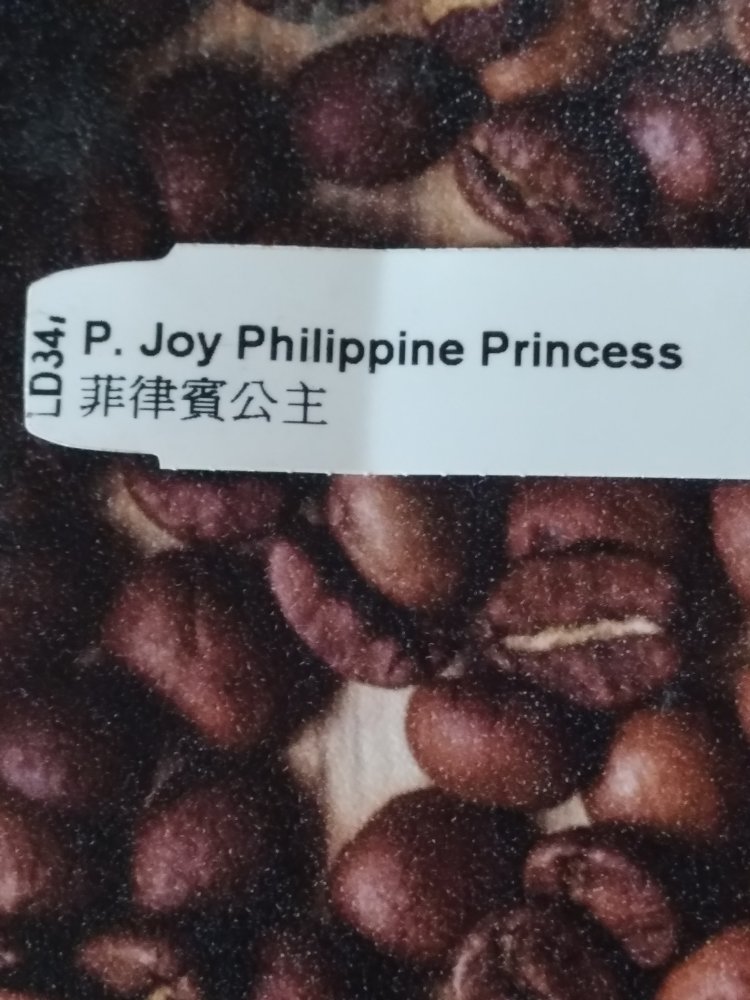 P. Joy Philippine Princess
菲律賓公主
LD34